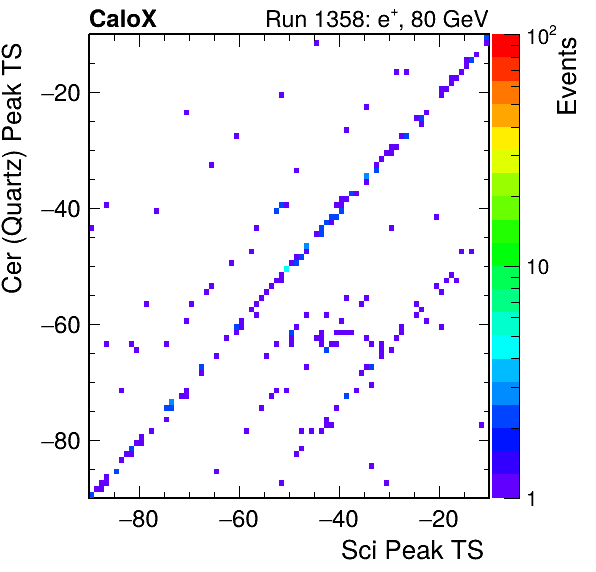 CaloX Run 1358: e⁺, 80 GeV
Cer (Quartz) Peak TS
−20
−40
−60
−80
−80 −60 −40 −20
Sci Peak TS
10²
10
1
Events